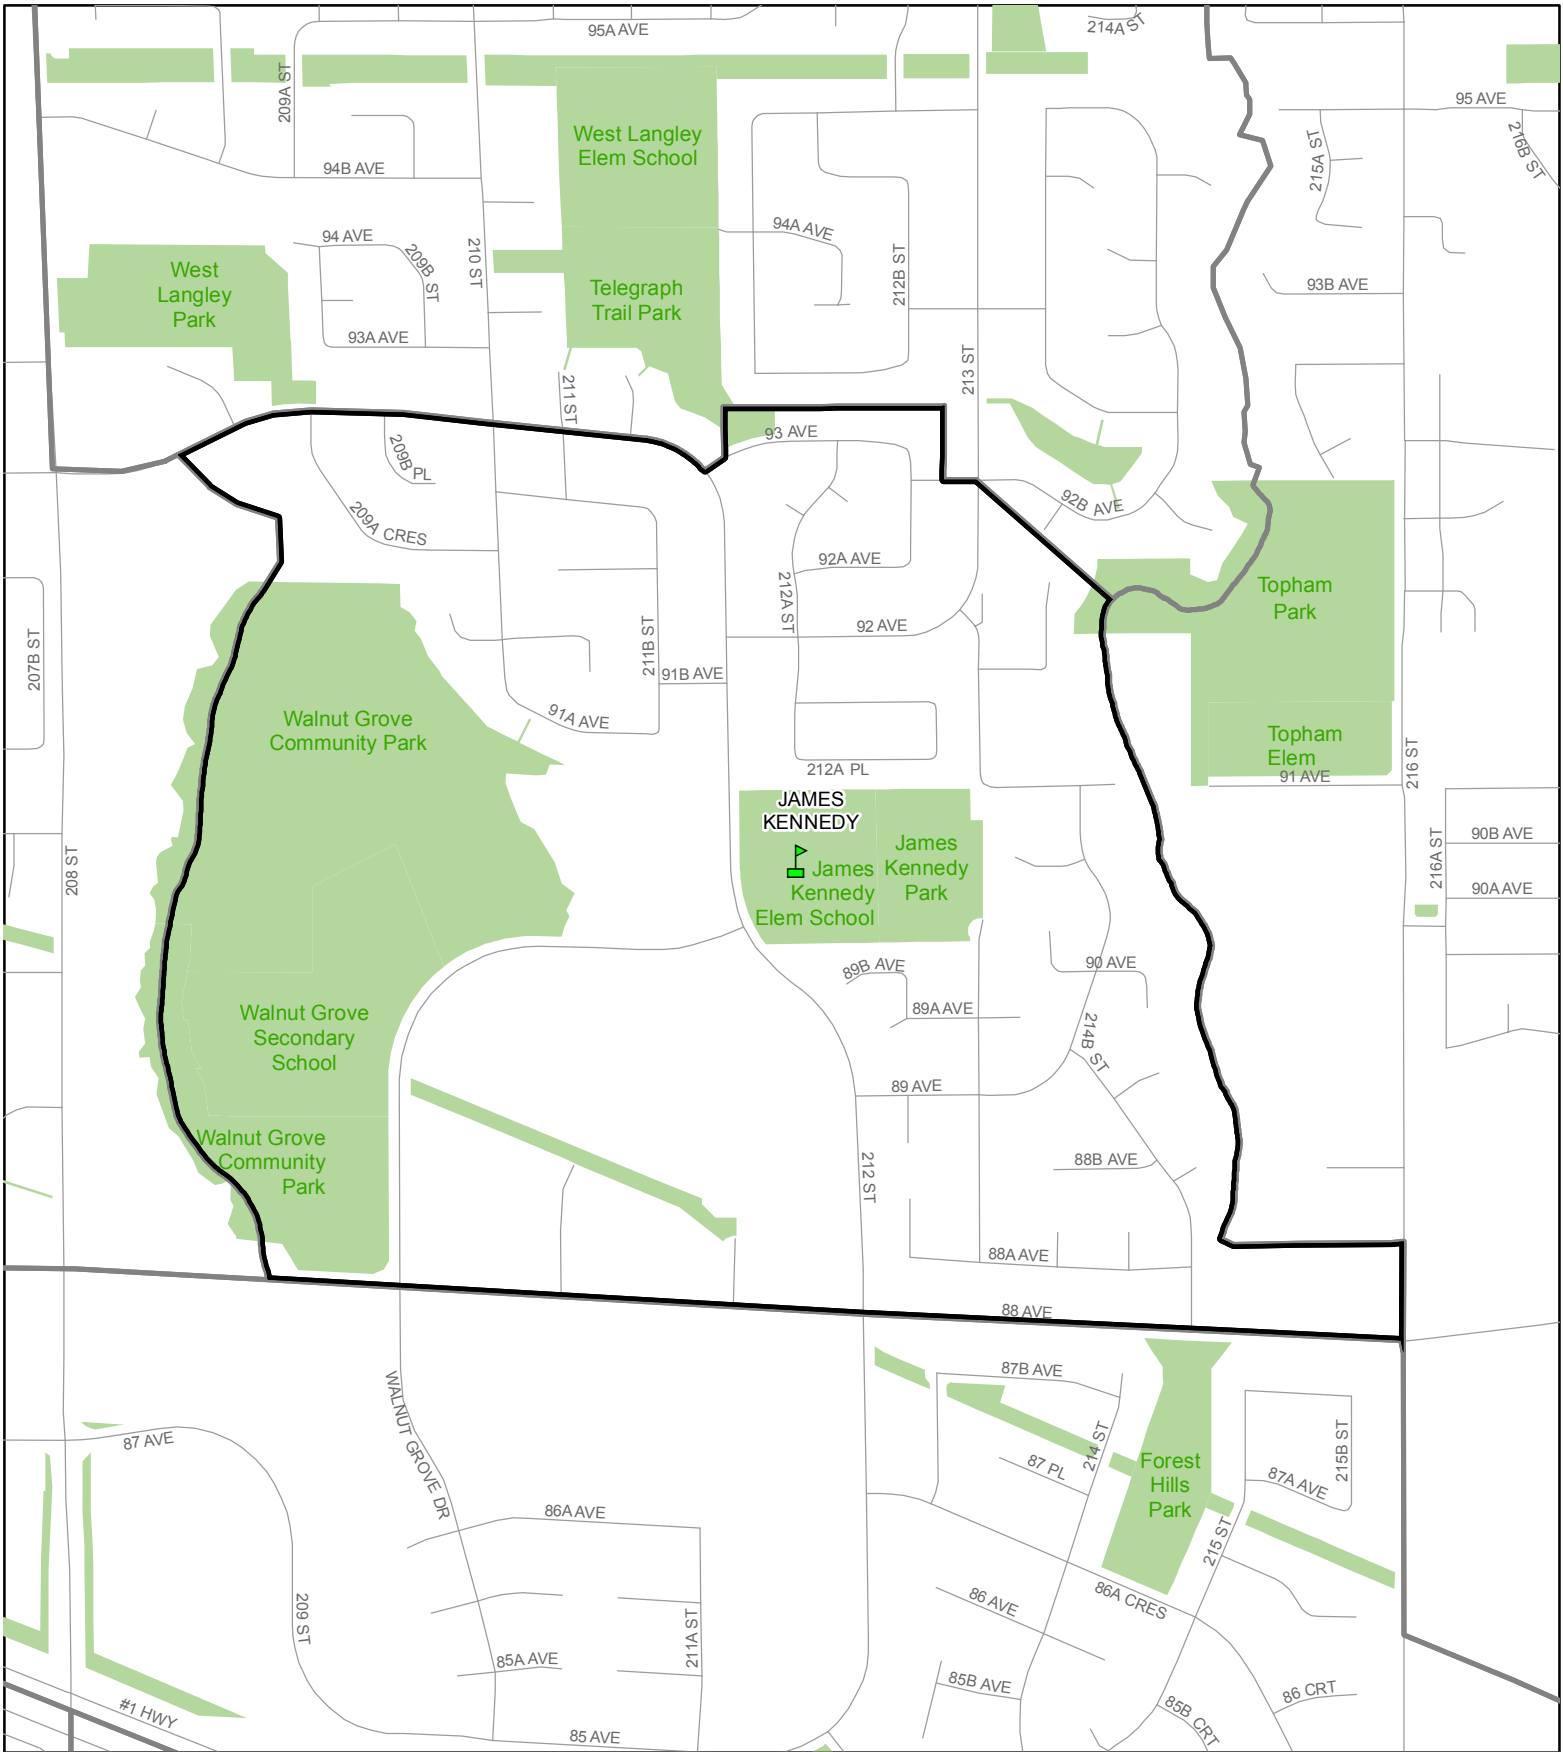 95A AVE
214A ST
209A ST
95 AVE
216B ST
215A ST
West Langley
Elem School
94B AVE
94A AVE
94 AVE
209B ST
210 ST
212B ST
West
Langley
Park
Telegraph
Trail Park
93B AVE
93A AVE
213 ST
211 ST
93 AVE
209B PL
209A CRES
92B AVE
92A AVE
212A ST
Topham
Park
92 AVE
207B ST
211B ST
91B AVE
91A AVE
Walnut Grove
Community Park
Topham
Elem
91 AVE
216 ST
212A PL
JAMES
KENNEDY
James
Kennedy
Elem School
James
Kennedy
Park
208 ST
216A ST
90B AVE
90A AVE
89B AVE
90 AVE
89A AVE
214B ST
Walnut Grove
Secondary
School
89 AVE
Walnut Grove
Community
Park
88B AVE
212 ST
88A AVE
88 AVE
87B AVE
WALNUT GROVE DR
87 AVE
214 ST
87 PL
Forest
Hills
Park
215B ST
87A AVE
86A AVE
215 ST
86A CRES
86 AVE
209 ST
211A ST
85A AVE
85B AVE
86 CRT
85B CRT
#1 HWY
85 AVE